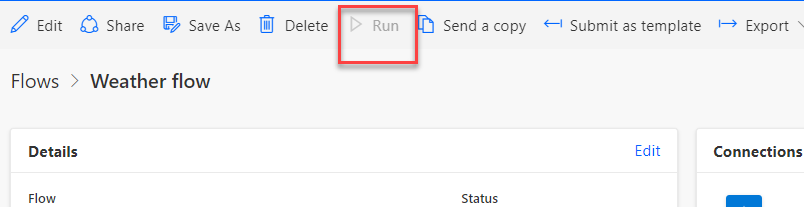 Edit Share Save As Delete Run Send a copy Submit as template Export
Flows > Weather flow
Details Edit Connections
Flow Status